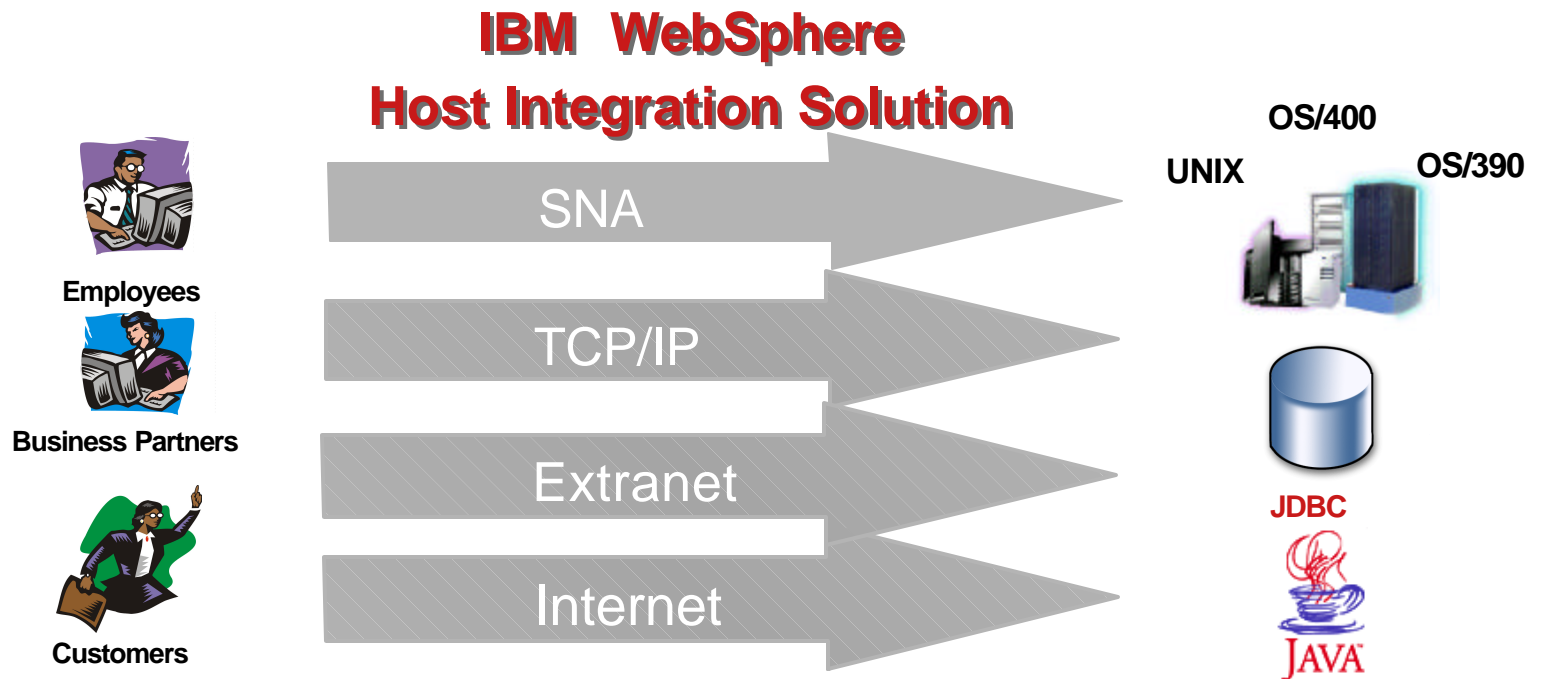 IBM WebSphere
Host Integration Solution
OS/400
UNIX
OS/390
SNA
Employees
TCP/IP
Business Partners
Extranet
JDBC
Internet
Customers
JAVA